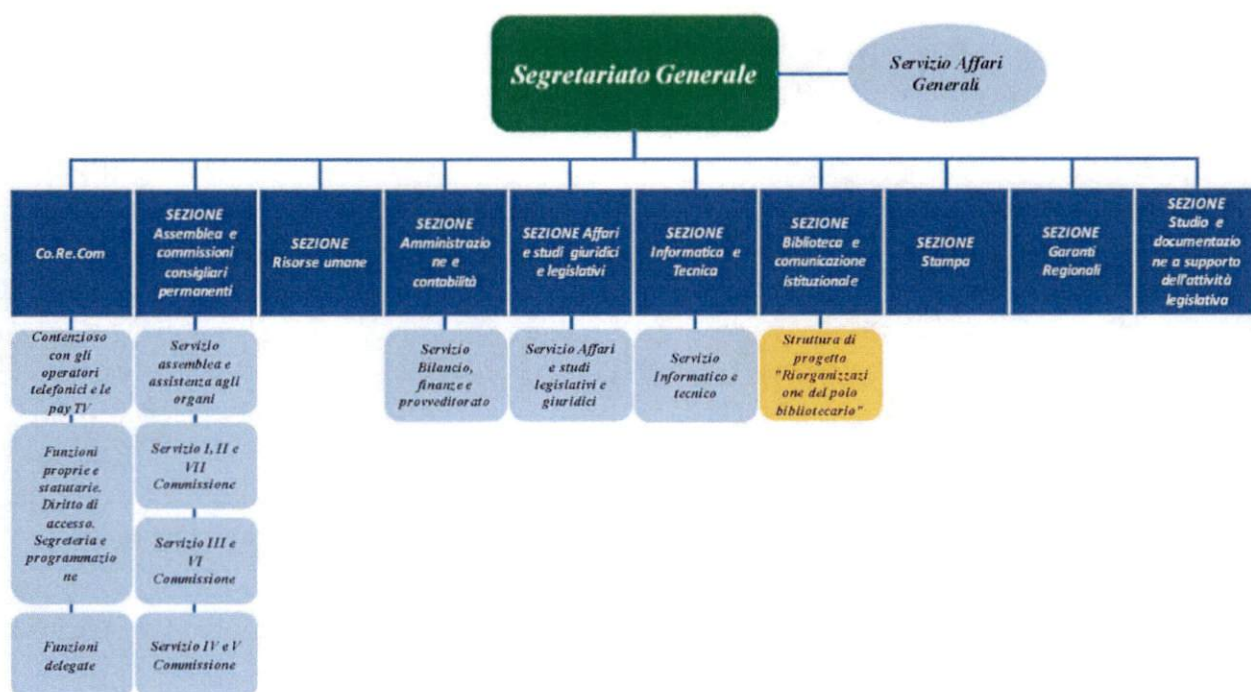 Segretariato Generale
Servizio Affari
Generali
Co.Re.Com
SEZIONE
Assemblea e
commissioni
consigliari
permanenti
SEZIONE
Risorse umane
SEZIONE
Amministrazio
ne e
contabilità
SEZIONE Affari
e studi giuridici
e legislativi
SEZIONE
Informatica e
Tecnica
SEZIONE
Biblioteca e
comunicazione
istituzionale
SEZIONE
Stampa
SEZIONE
Garanti
Regionali
SEZIONE
Studio e
documentazio
ne a supporto
dell'attività
legislativa
Contenzioso
con gli
operatori
telefonici e le
pay TV
Funzioni
proprie e
statutarie.
Diritto di
accesso.
Segreteria e
programmazio
ne
Funzioni
delegate
Servizio
assemblea e
assistenza agli
organi
Servizio I, II e
VII
Commissione
Servizio III e
VI
Commissione
Servizio IV e V
Commissione
Servizio
Bilancio,
finanze e
provveditorato
Servizio Affari
e studi
legislativi e
giuridici
Servizio
Informatico e
tecnico
Struttura di
progetto
"Riorganizzazi
one del polo
bibliotecario"